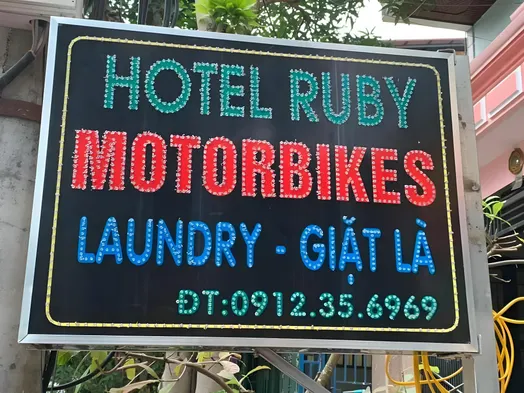 HOTEL RUBY
MOTORBIKES
LAUNDRY - GIẶT LÀ
ĐT:0912.35.6969